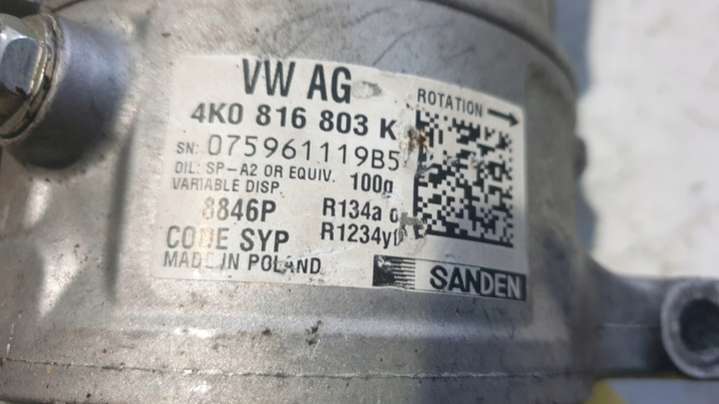 VW AG
ROTATION
4K0 816 803 K
SN: 075961119B5
OIL: SP-A2 OR EQUIV. 100g
VARIABLE DISP.
8846P R134a
CODE SYP R1234y
MADE IN POLAND
SANDEN